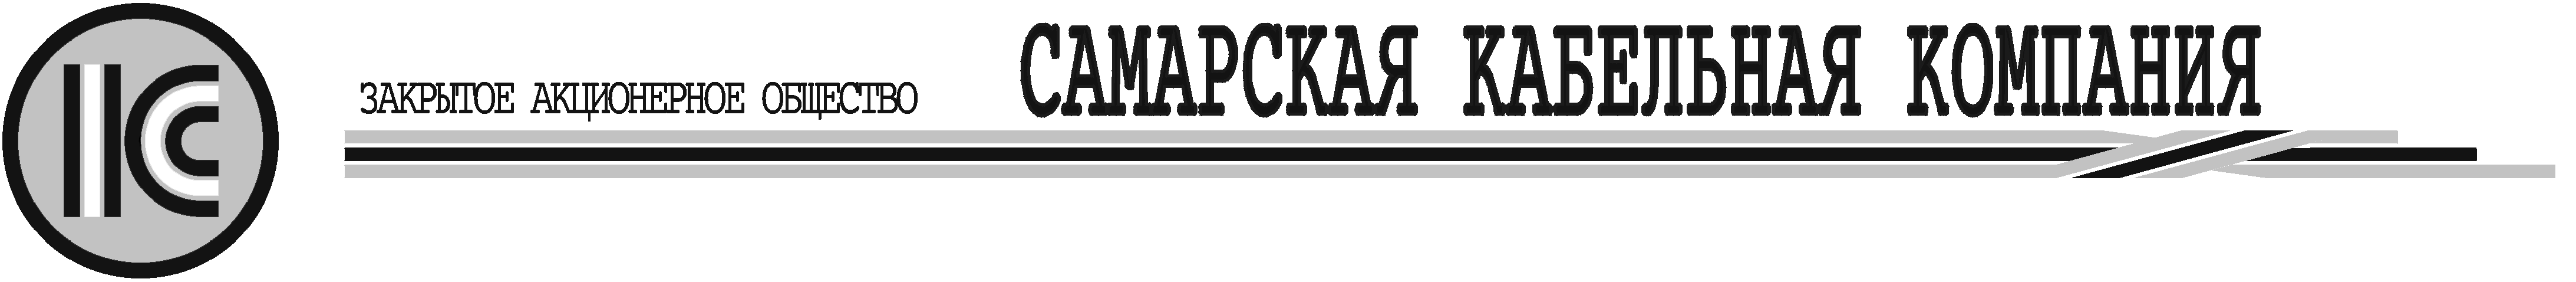 ЗАКРЫТОЕ АКЦИОНЕРНОЕ ОБЩЕСТВО САМАРСКАЯ КАБЕЛЬНАЯ КОМПАНИЯ